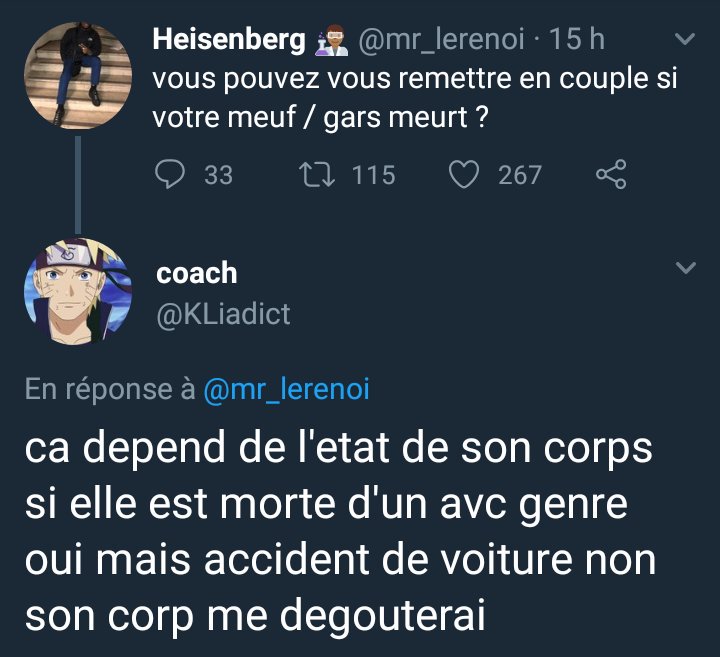 Heisenberg 👨🏽‍🔬 @mr_lerenoi · 15 h
vous pouvez vous remettre en couple si
votre meuf / gars meurt ?
33 115 267
coach
@KLiadict
En réponse à @mr_lerenoi
ca depend de l'etat de son corps
si elle est morte d'un avc genre
oui mais accident de voiture non
son corp me degouterai